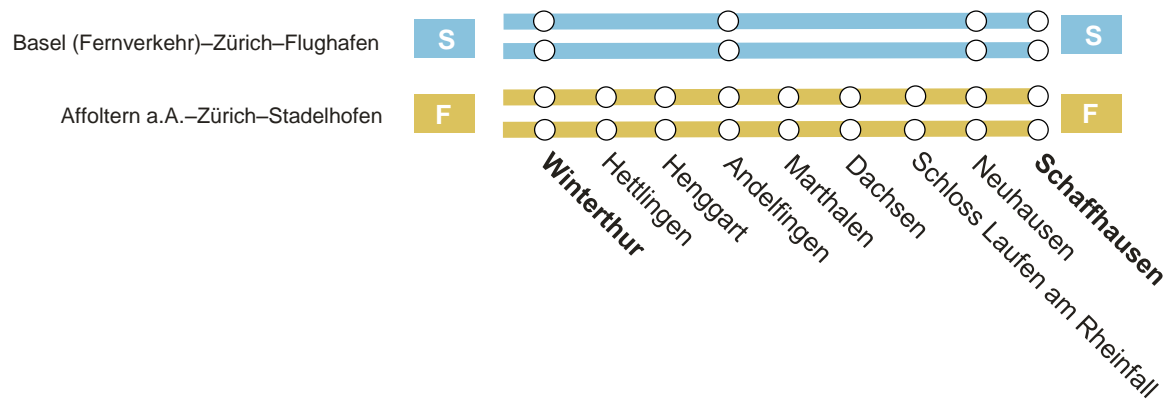 Basel (Fernverkehr)–Zürich–Flughafen
S
S
Affoltern a.A.–Zürich–Stadelhofen
F
F
Winterthur
Hettlingen
Henggart
Andelfingen
Marthalen
Dachsen
Schloss Laufen am Rheinfall
Neuhausen
Schaffhausen